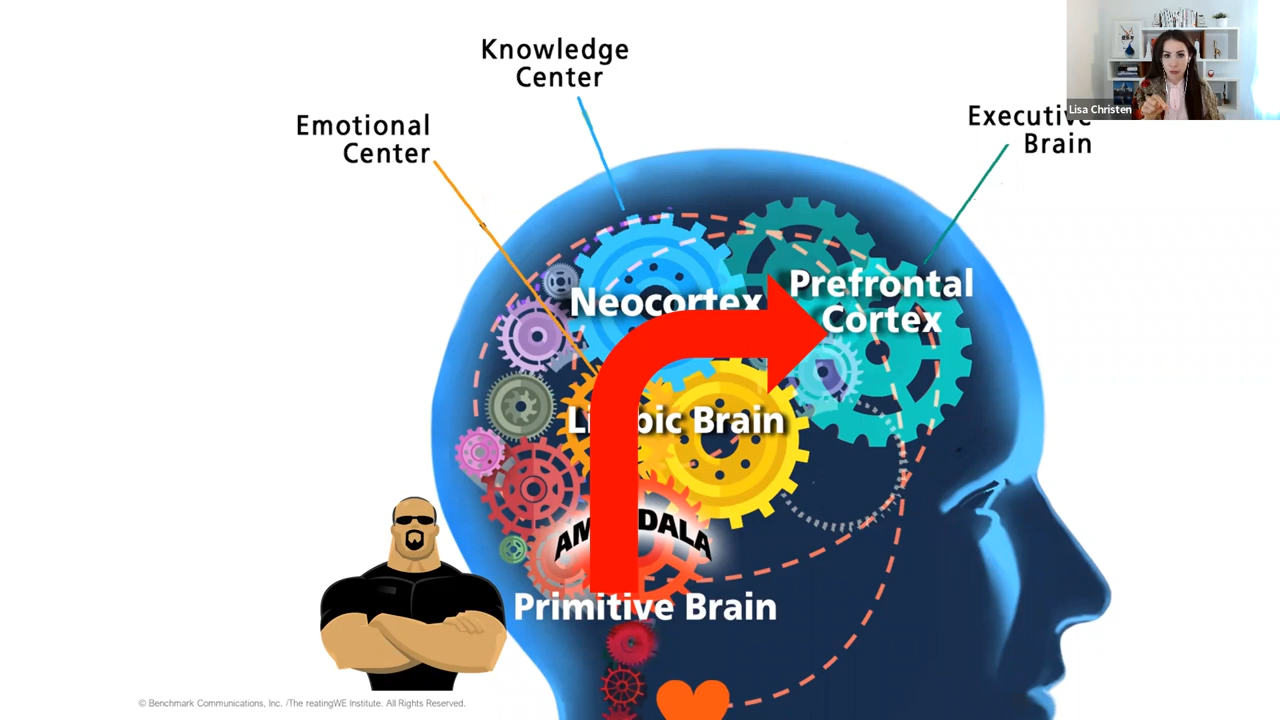 Knowledge
Center
Emotional
Center
Executive
Brain
Lisa Christen
Prefrontal
Cortex
Neocortex
Brain
Primitive Brain
© Benchmark Communications, Inc. /The reatingWE Institute. All Rights Reserved.